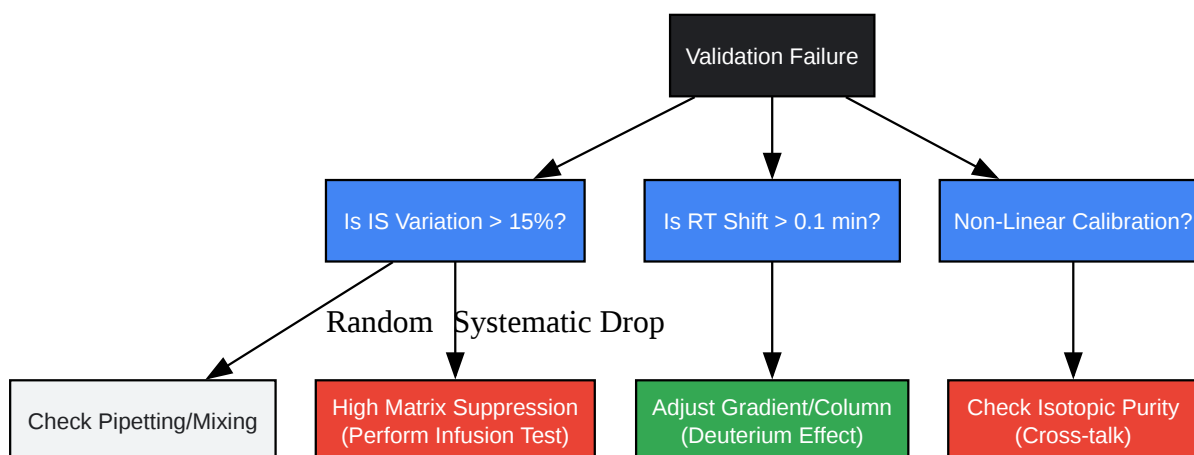 Validation Failure
Is IS Variation > 15%?
Is RT Shift > 0.1 min?
Non-Linear Calibration?
Random
Systematic Drop
Check Pipetting/Mixing
High Matrix Suppression
(Perform Infusion Test)
Adjust Gradient/Column
(Deuterium Effect)
Check Isotopic Purity
(Cross-talk)